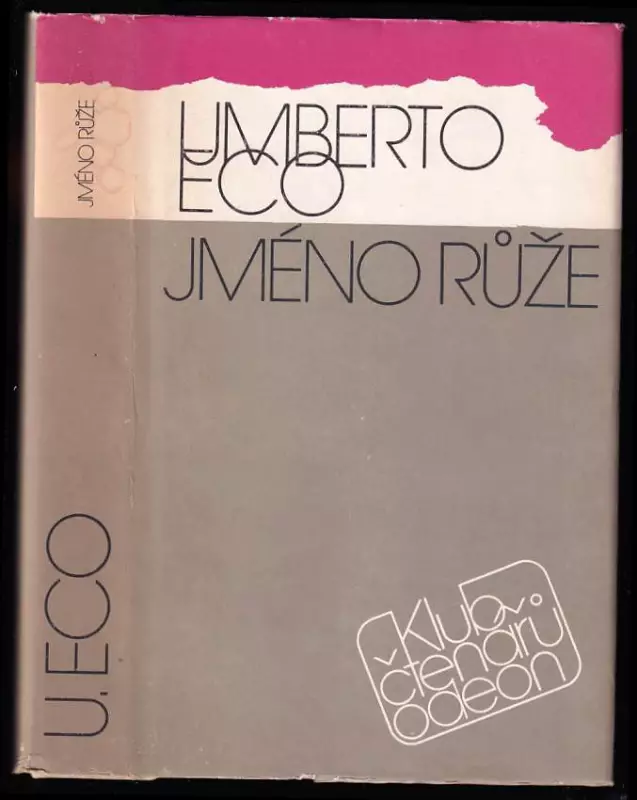 JMÉNO RŮŽE
U. ECO
UMBERTO
ECO
JMÉNO RŮŽE
Klub
čtenářů
odeon